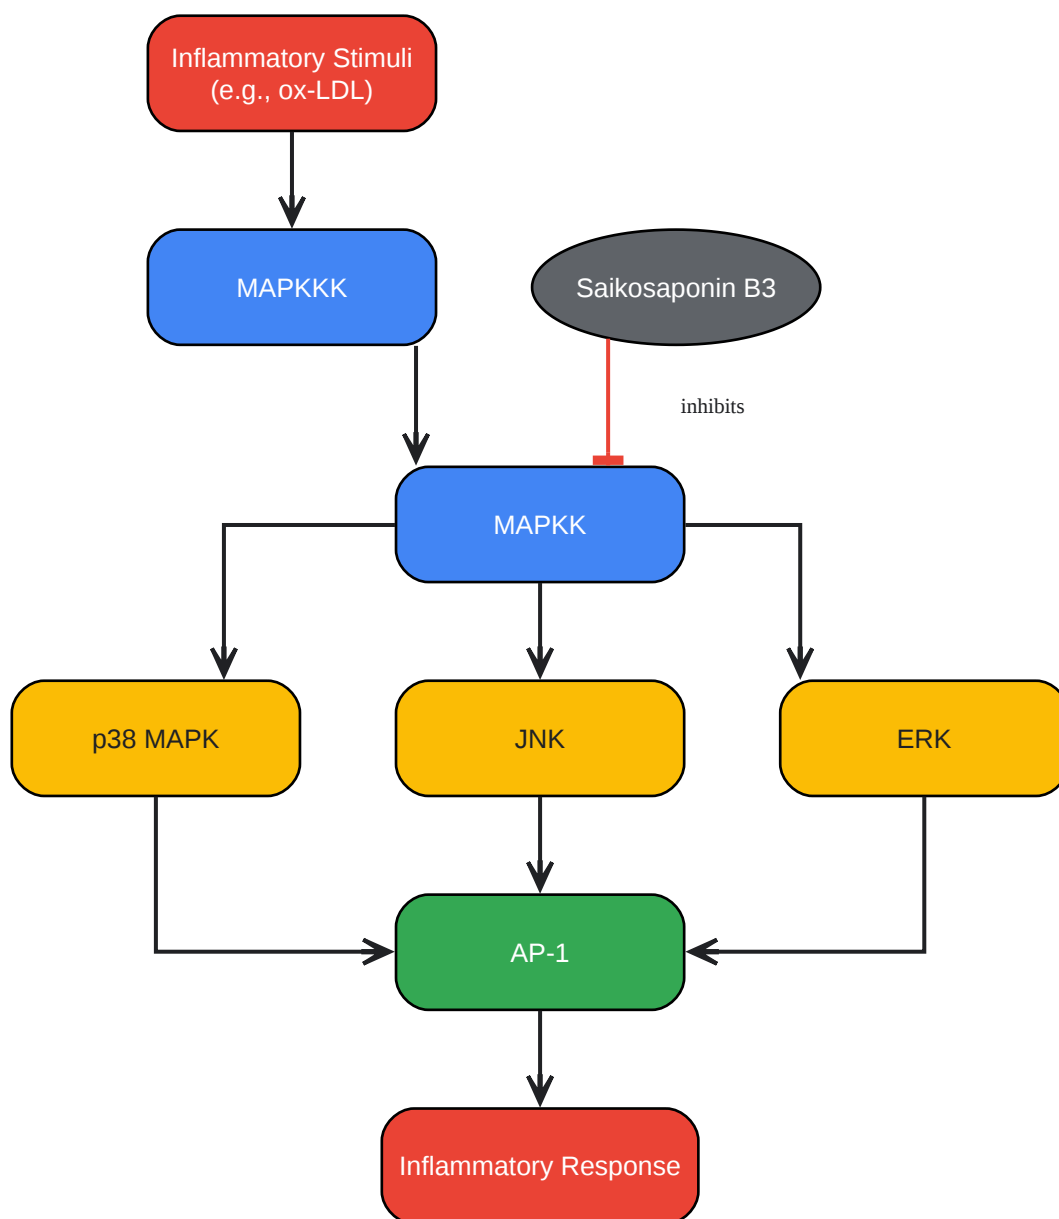 Inflammatory Stimuli
(e.g., ox-LDL)
MAPKKK
Saikosaponin B3
inhibits
MAPKK
p38 MAPK
JNK
ERK
AP-1
Inflammatory Response